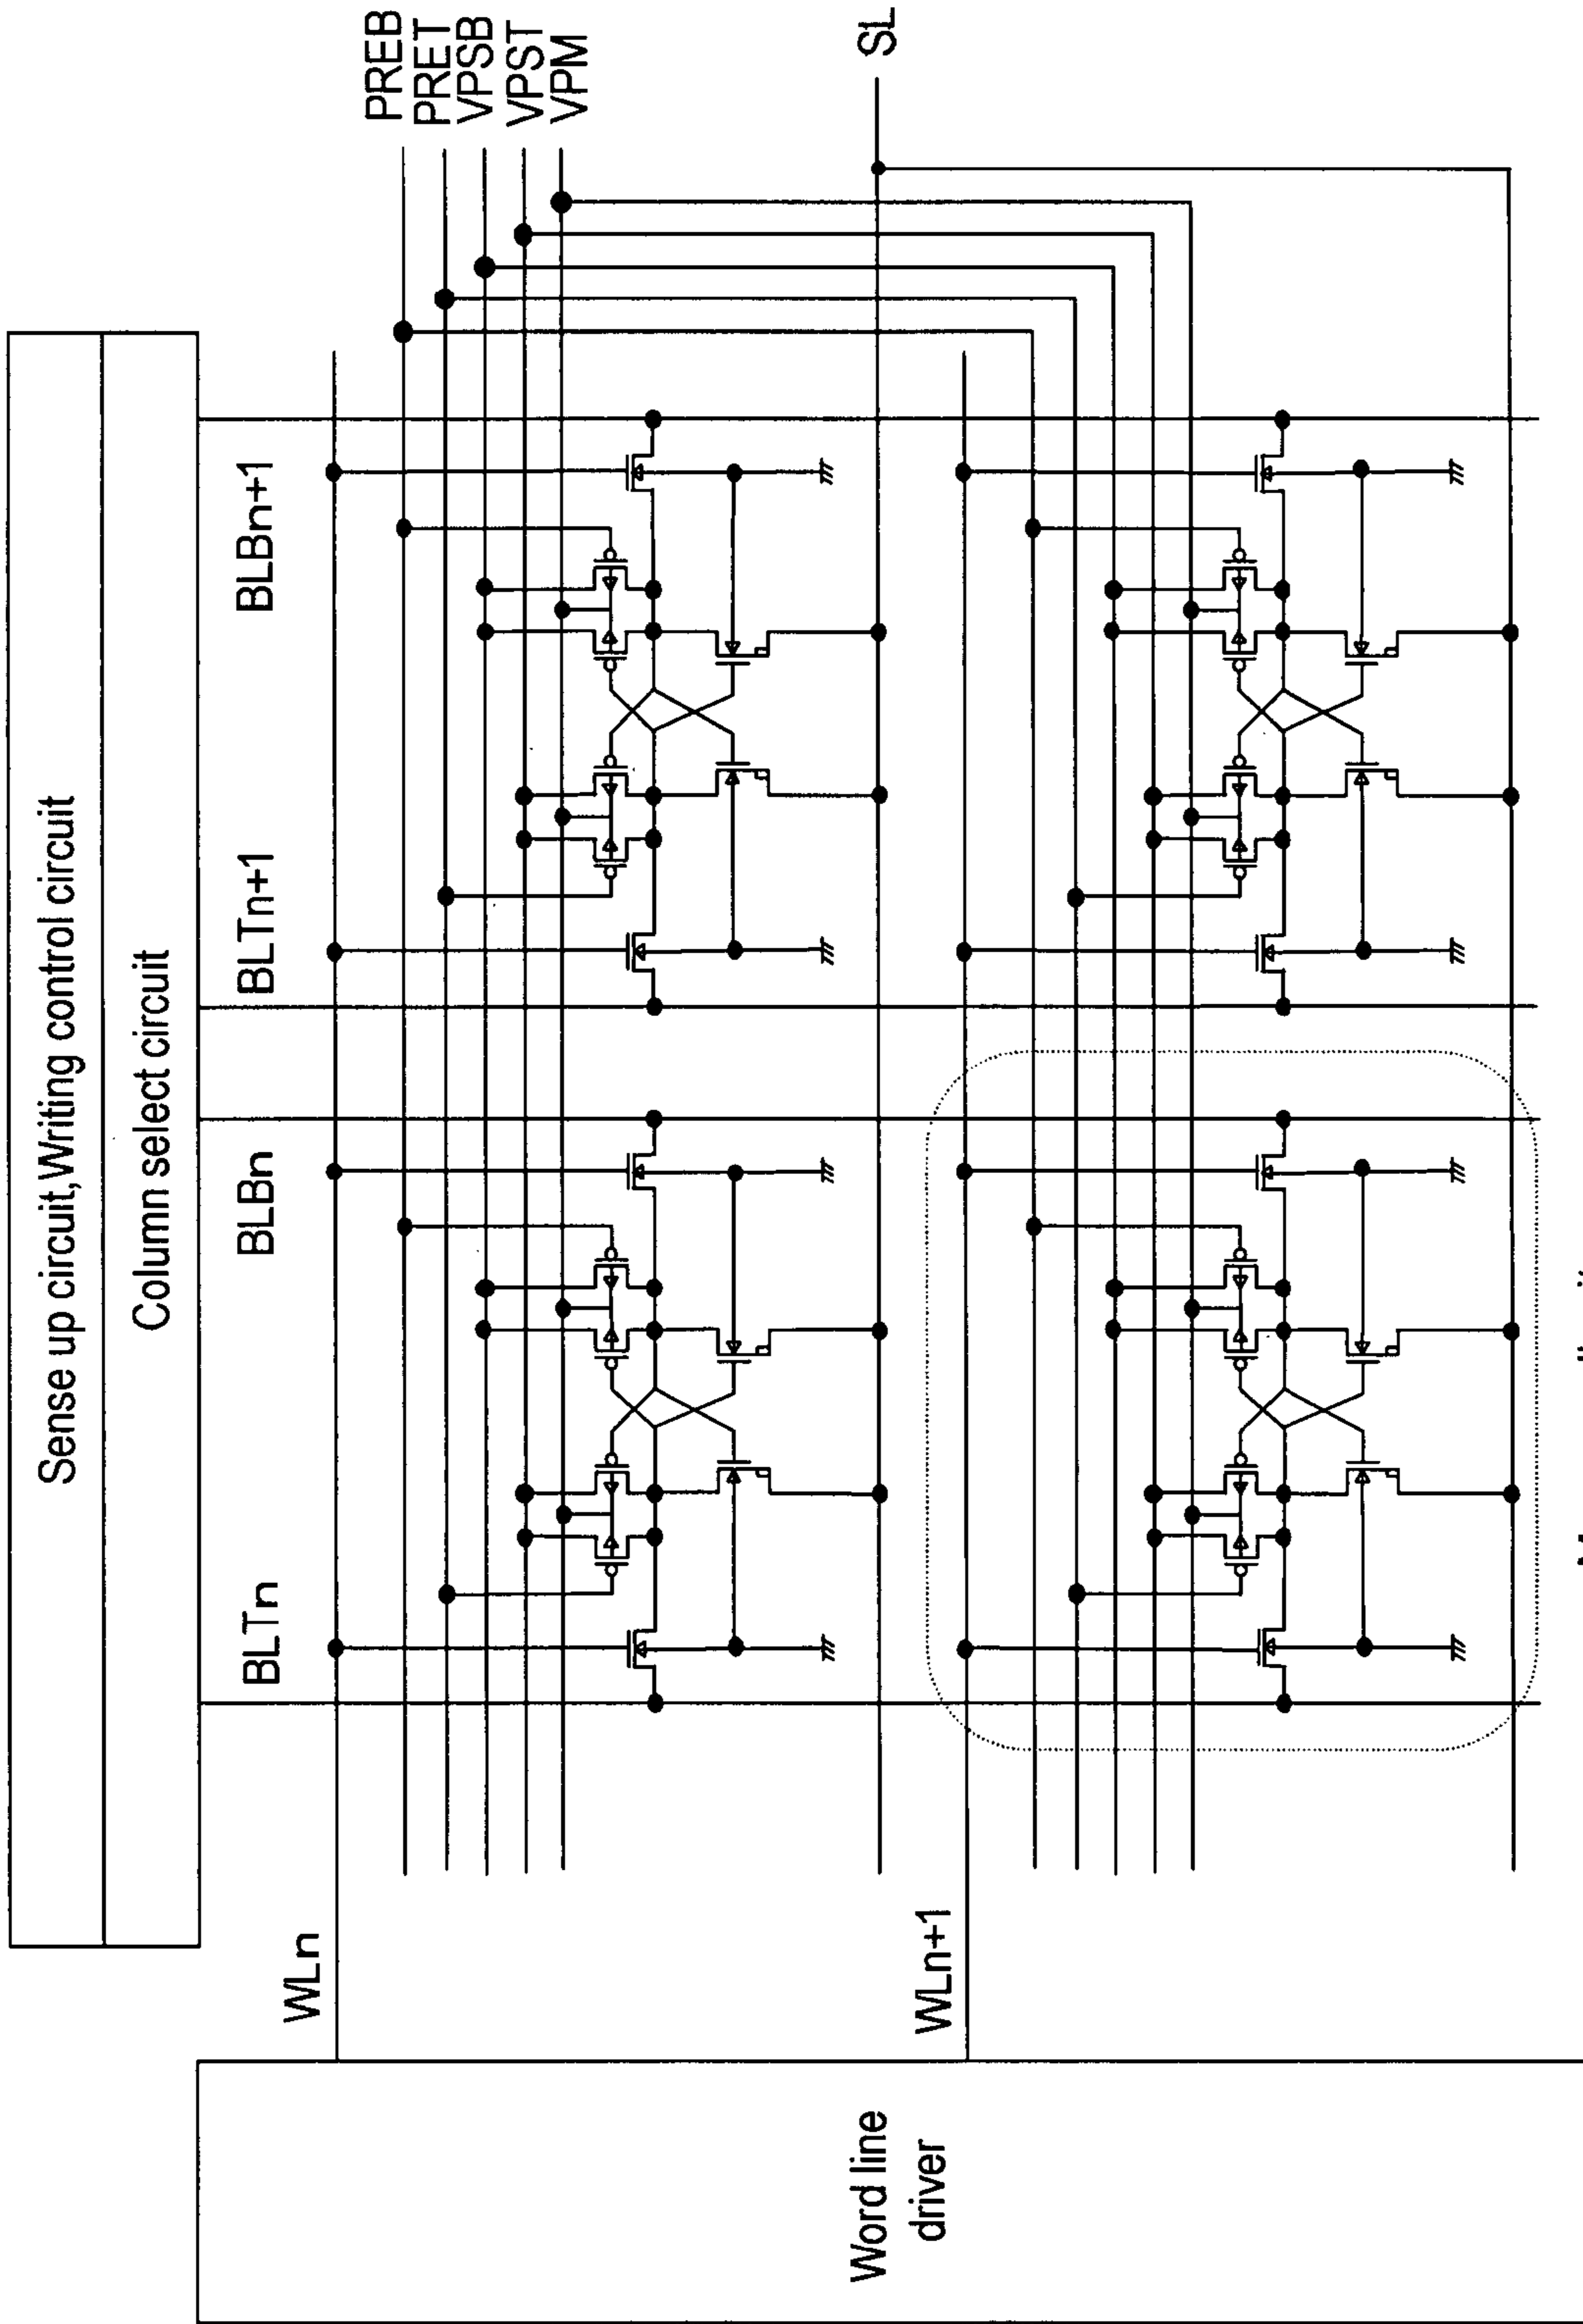 Sense up circuit,Writing control circuit
Column select circuit
BLTn
BLBn
BLTn+1
BLBn+1
WLn
PREB
PRET
VPSB
VPST
VPM
SL
WLn+1
Word line
driver